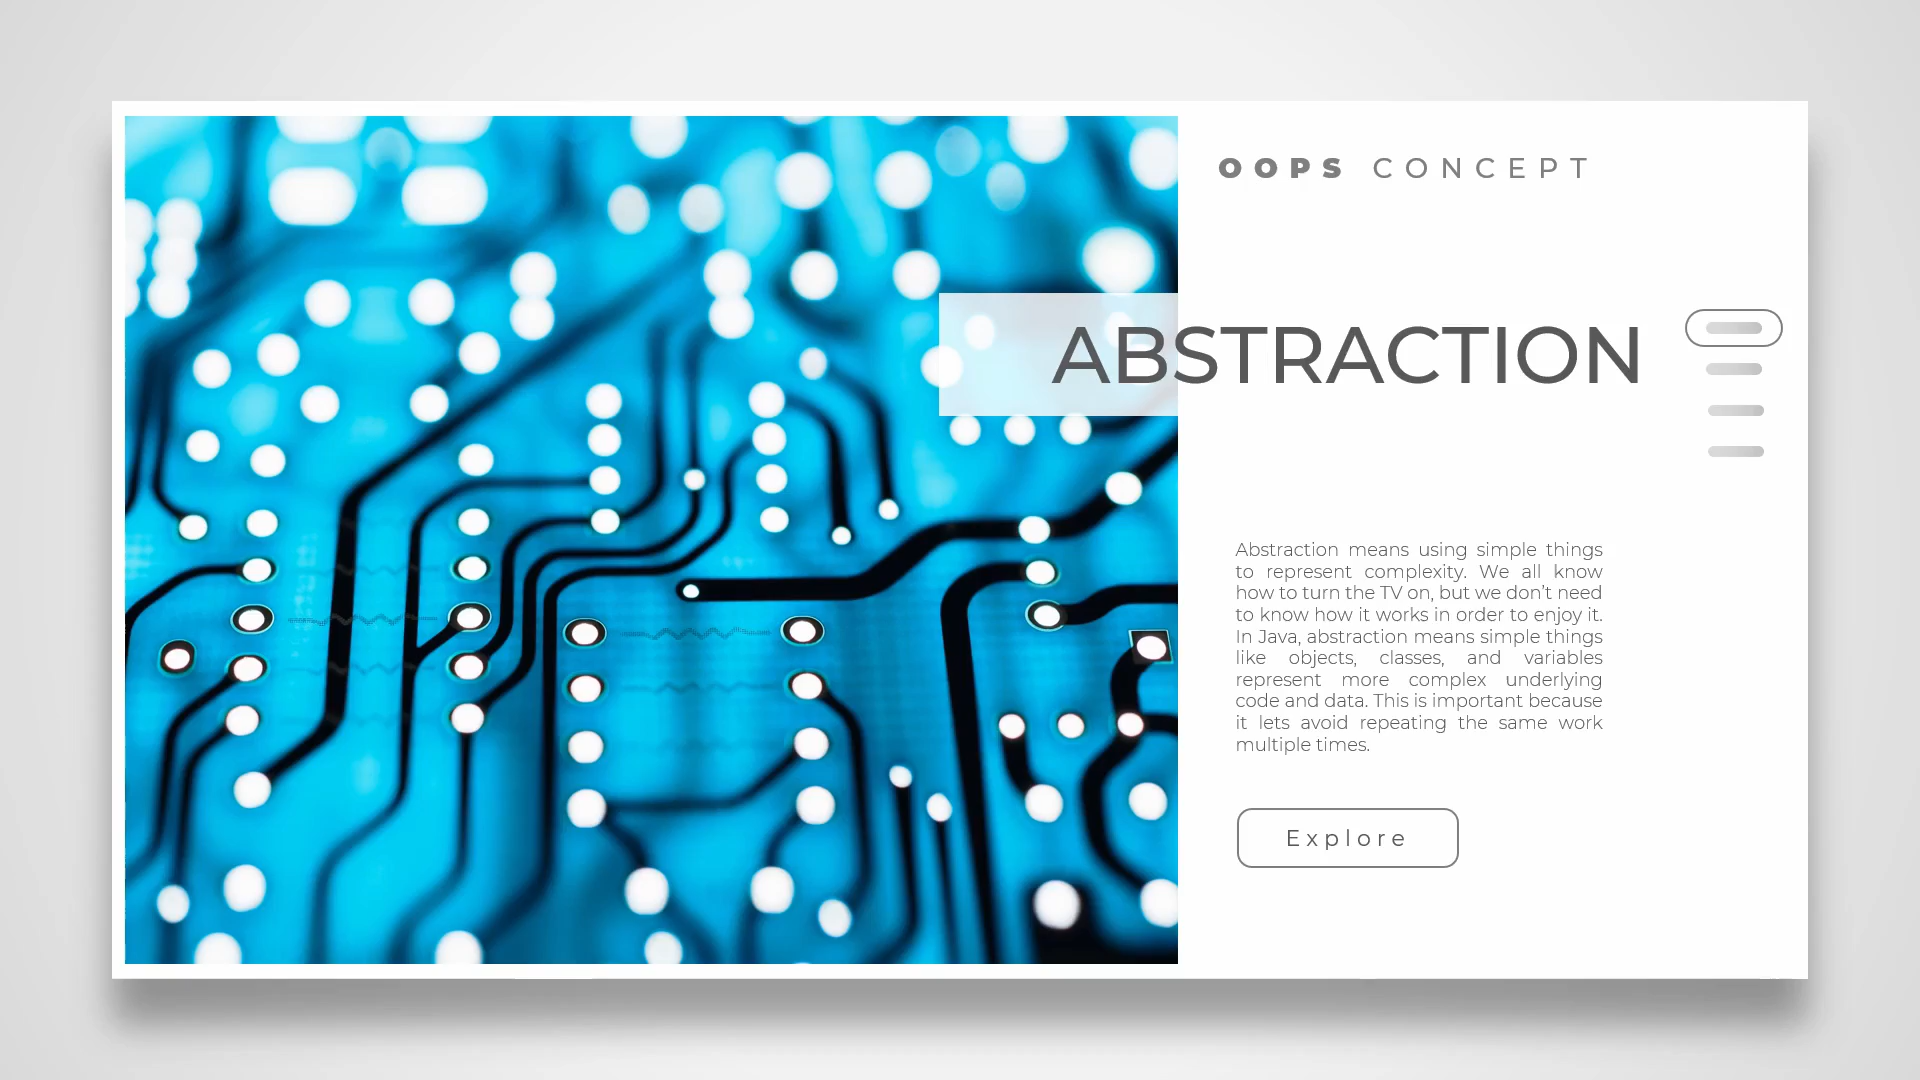 OOPS CONCEPT
ABSTRACTION
Abstraction means using simple things
to represent complexity. We all know
how to turn the TV on, but we don’t need
to know how it works in order to enjoy it.
In Java, abstraction means simple things
like objects, classes, and variables
represent more complex underlying
code and data. This is important because
it lets avoid repeating the same work
multiple times.
Explore